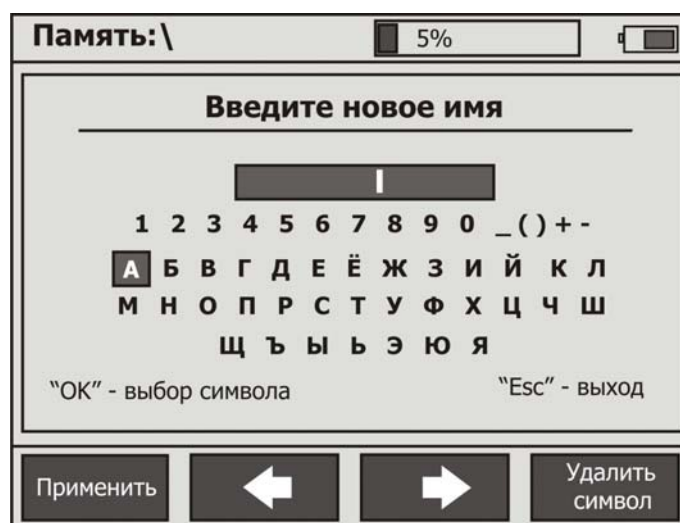 Память:\ 5%
Введите новое имя
1 2 3 4 5 6 7 8 9 0 _ ( ) + -
А Б В Г Д Е Ё Ж З И Й К Л
М Н О П Р С Т У Ф Х Ц Ч Ш
Щ Ъ Ы Ь Э Ю Я
“ОК” - выбор символа “Esc” - выход
Применить
Удалить
символ